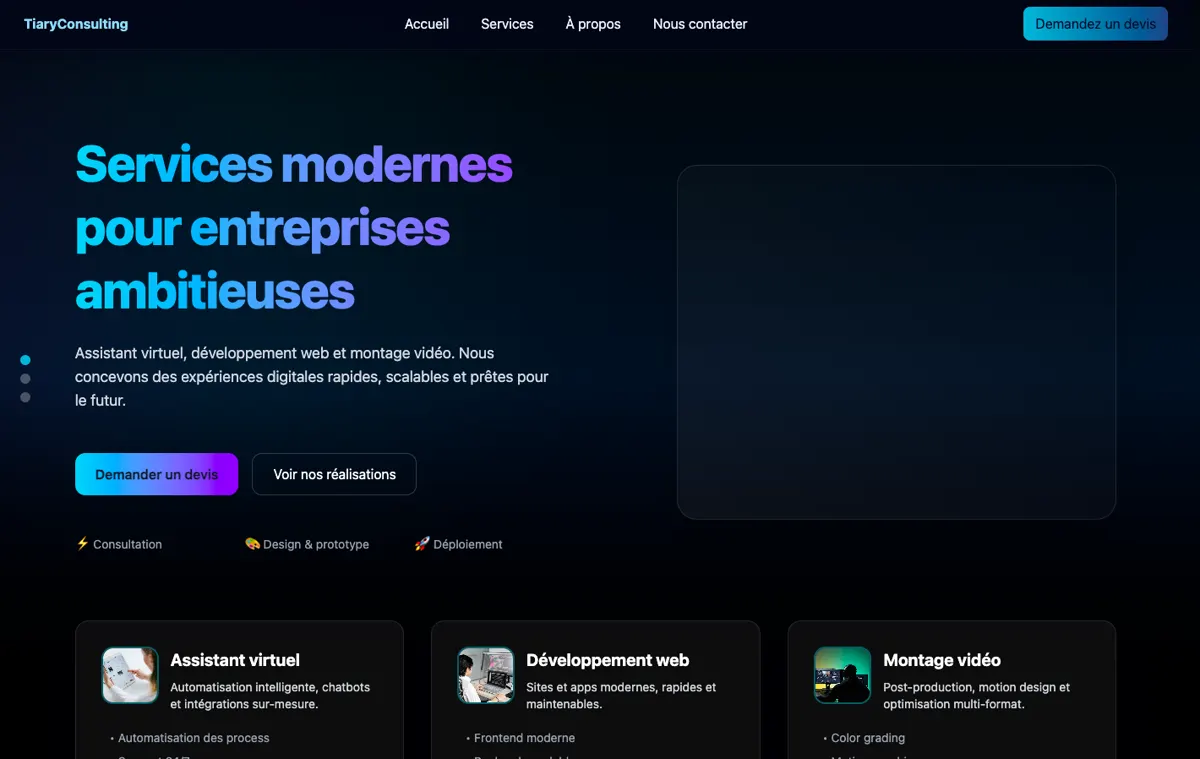 TiaryConsulting
Accueil
Services
À propos
Nous contacter
Demandez un devis
Services modernes
pour entreprises
ambitieuses
Assistant virtuel, développement web et montage vidéo. Nous
concevons des expériences digitales rapides, scalables et prêtes pour
le futur.
Demander un devis
Voir nos réalisations
⚡ Consultation
🎨 Design & prototype
🚀 Déploiement
Assistant virtuel
Automatisation intelligente, chatbots
et intégrations sur-mesure.
• Automatisation des process
Développement web
Sites et apps modernes, rapides et
maintenables.
• Frontend moderne
Montage vidéo
Post-production, motion design et
optimisation multi-format.
• Color grading